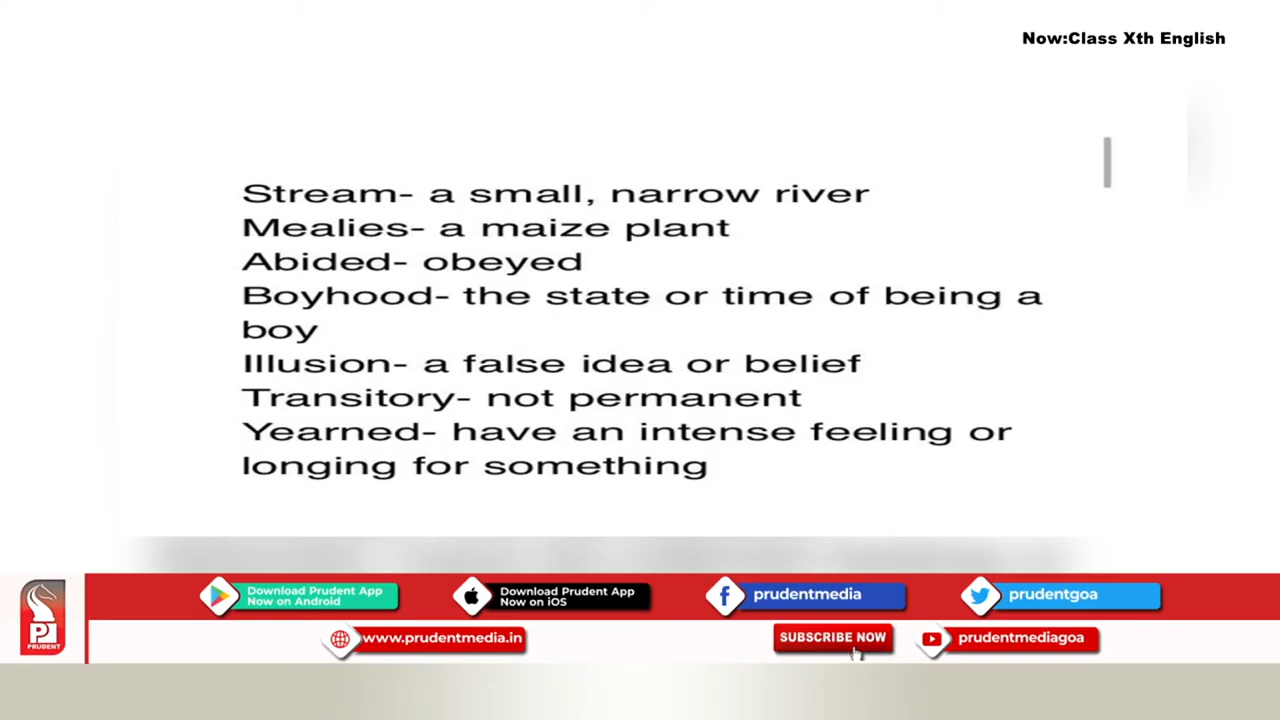 Now:Class Xth English
Stream- a small, narrow river
Mealies- a maize plant
Abided- obeyed
Boyhood- the state or time of being a
boy
Illusion- a false idea or belief
Transitory- not permanent
Yearned- have an intense feeling or
longing for something
Download Prudent App
Now on Android
Download Prudent App
Now on iOS
prudentmedia
prudentgoa
PRUDENT
www.prudentmedia.in
SUBSCRIBE NOW
prudentmediagoa